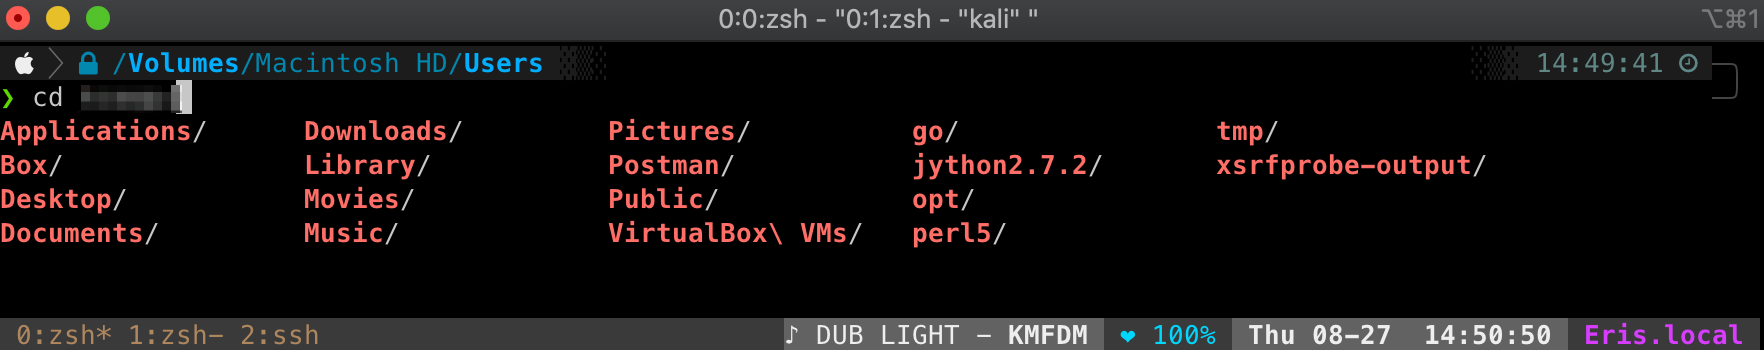 0:0:zsh - "0:1:zsh - "kali" " ⌥⌘1
/Volumes/Macintosh HD/Users 14:49:41
❯ cd
Applications/ Downloads/ Pictures/ go/ tmp/
Box/ Library/ Postman/ jython2.7.2/ xsrfprobe-output/
Desktop/ Movies/ Public/ opt/
Documents/ Music/ VirtualBox\ VMs/ perl5/
0:zsh* 1:zsh- 2:ssh ♪ DUB LIGHT – KMFDM ❤ 100% Thu 08-27 14:50:50 Eris.local